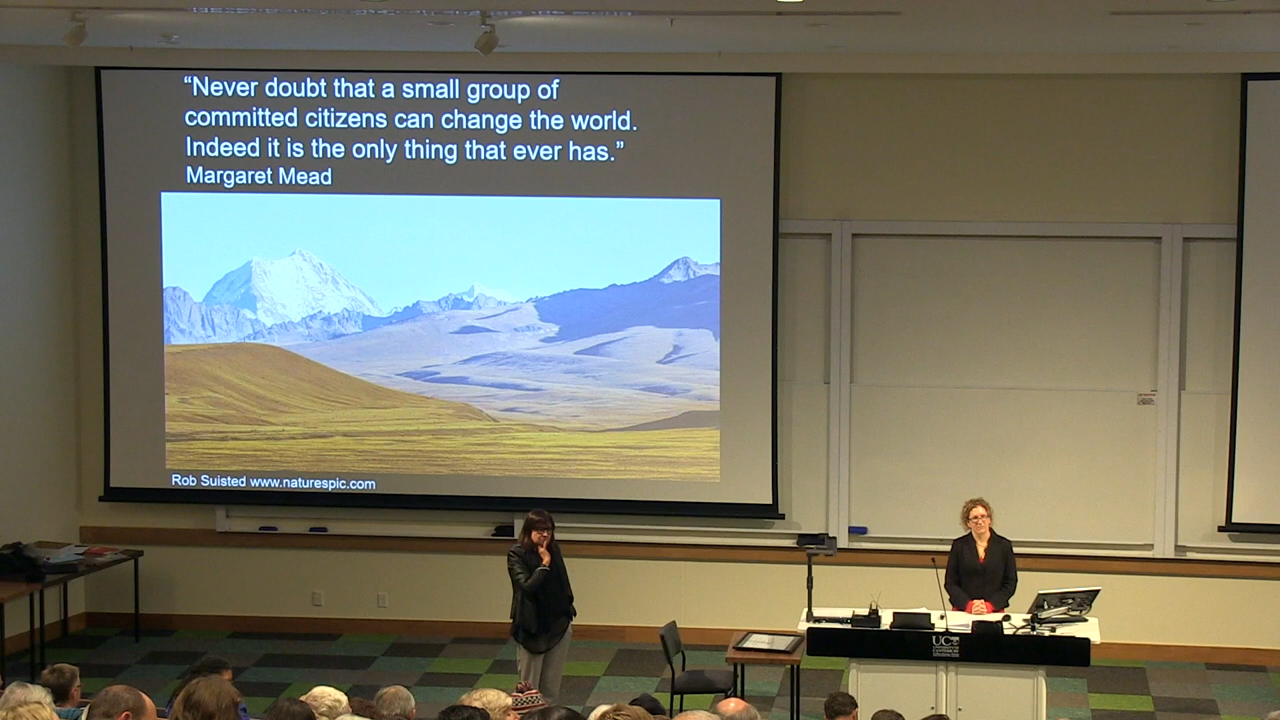 “Never doubt that a small group of
committed citizens can change the world.
Indeed it is the only thing that ever has.”
Margaret Mead
Rob Suisted www.naturespic.com
UC